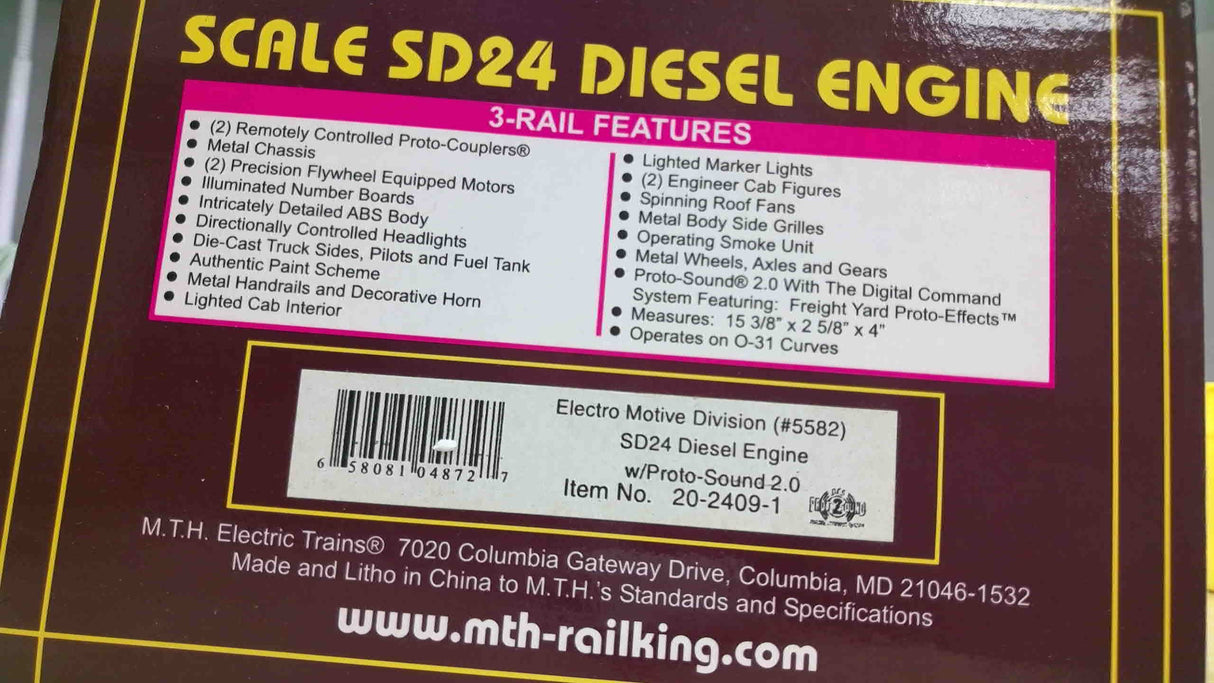 SCALE SD24 DIESEL ENGINE
3-RAIL FEATURES
• (2) Remotely Controlled Proto-Couplers®
• Metal Chassis
• (2) Precision Flywheel Equipped Motors
• Illuminated Number Boards
• Intricately Detailed ABS Body
• Directionally Controlled Headlights
• Die-Cast Truck Sides, Pilots and Fuel Tank
• Authentic Paint Scheme
• Metal Handrails and Decorative Horn
• Lighted Cab Interior
• Lighted Marker Lights
• (2) Engineer Cab Figures
• Spinning Roof Fans
• Metal Body Side Grilles
• Operating Smoke Unit
• Metal Wheels, Axles and Gears
• Proto-Sound® 2.0 With The Digital Command
System Featuring: Freight Yard Proto-Effects™
• Measures: 15 3/8" x 2 5/8" x 4"
• Operates on O-31 Curves
6 58081 04872 7
Electro Motive Division (#5582)
SD24 Diesel Engine
w/Proto-Sound 2.0
Item No. 20-2409-1
M.T.H. Electric Trains® 7020 Columbia Gateway Drive, Columbia, MD 21046-1532
Made and Litho in China to M.T.H.'s Standards and Specifications
www.mth-railking.com